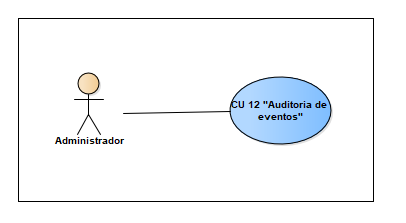 CU 12 "Auditoria de
eventos"
Administrador